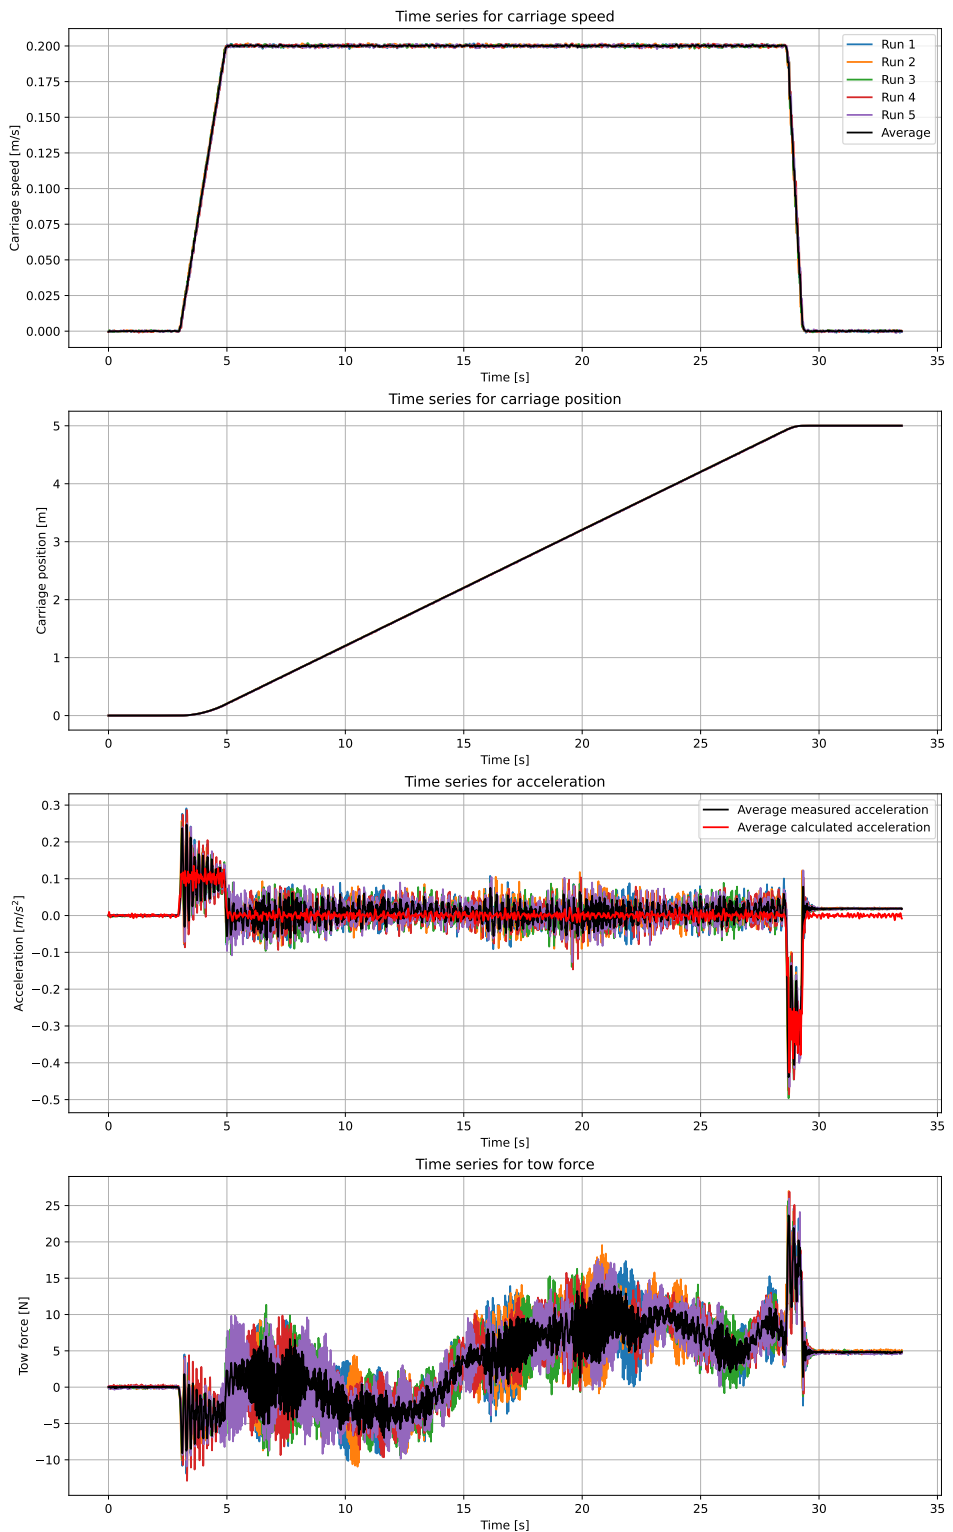 Time series for carriage speed
Carriage speed [m/s]
0.200
0.175
0.150
0.125
0.100
0.075
0.050
0.025
0.000
Run 1
Run 2
Run 3
Run 4
Run 5
Average
0 5 10 15 20 25 30 35
Time [s]
Time series for carriage position
Carriage position [m]
5
4
3
2
1
0
0 5 10 15 20 25 30 35
Time [s]
Time series for acceleration
Acceleration [m/s²]
0.3
0.2
0.1
0.0
−0.1
−0.2
−0.3
−0.4
−0.5
Average measured acceleration
Average calculated acceleration
0 5 10 15 20 25 30 35
Time [s]
Time series for tow force
Tow force [N]
25
20
15
10
5
0
−5
−10
0 5 10 15 20 25 30 35
Time [s]